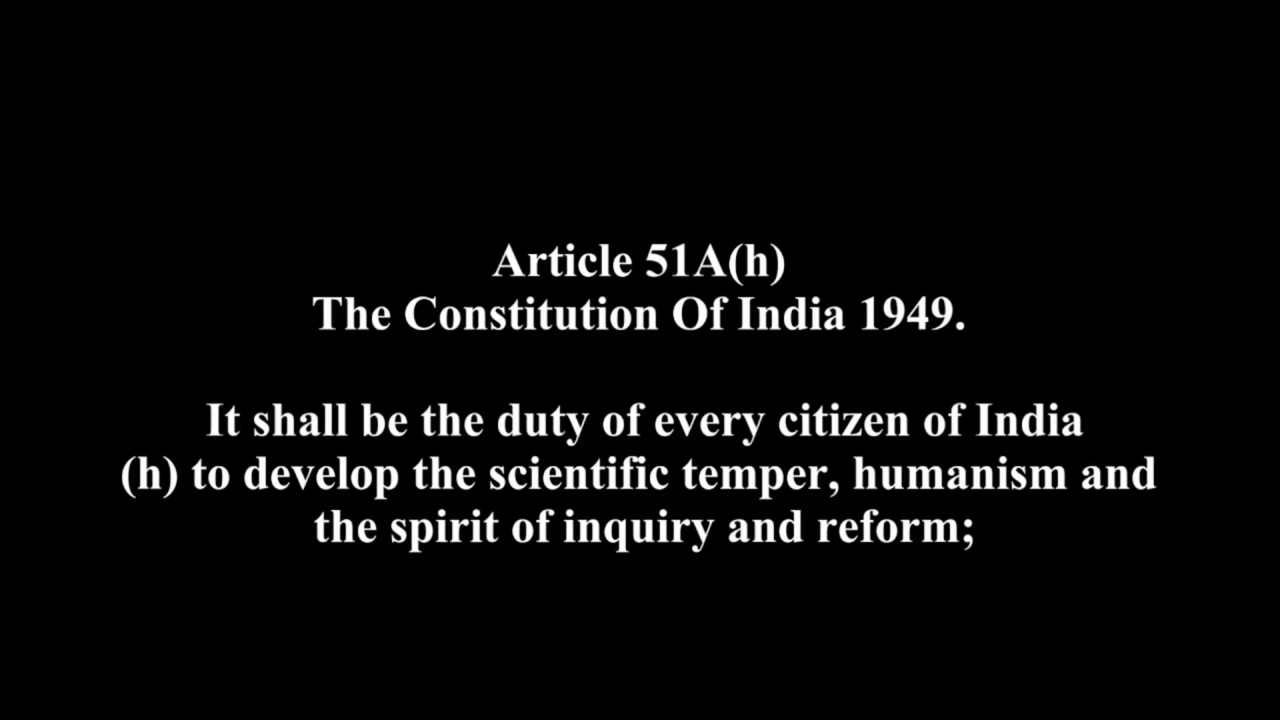 Article 51A(h)
The Constitution Of India 1949.
It shall be the duty of every citizen of India
(h) to develop the scientific temper, humanism and
the spirit of inquiry and reform;